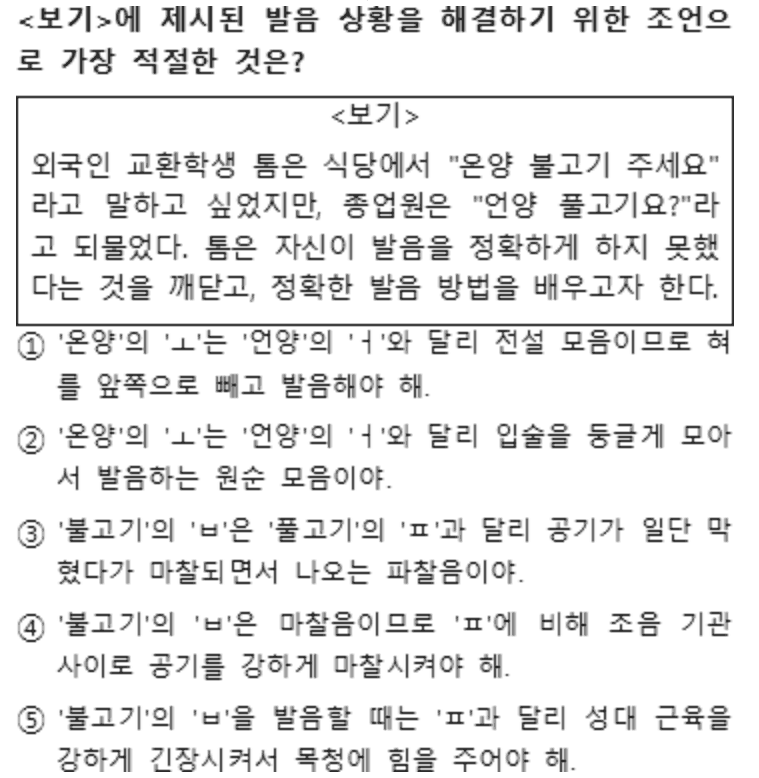 <보기>에 제시된 발음 상황을 해결하기 위한 조언으
로 가장 적절한 것은?
<보기>
외국인 교환학생 톰은 식당에서 "온양 불고기 주세요"
라고 말하고 싶었지만, 종업원은 "언양 풀고기요?"라
고 되물었다. 톰은 자신이 발음을 정확하게 하지 못했
다는 것을 깨닫고, 정확한 발음 방법을 배우고자 한다.
① '온양'의 'ㅗ'는 '언양'의 'ㅓ'와 달리 전설 모음이므로 혀
를 앞쪽으로 빼고 발음해야 해.
② '온양'의 'ㅗ'는 '언양'의 'ㅓ'와 달리 입술을 둥글게 모아
서 발음하는 원순 모음이야.
③ '불고기'의 'ㅂ'은 '풀고기'의 'ㅍ'과 달리 공기가 일단 막
혔다가 마찰되면서 나오는 파찰음이야.
④ '불고기'의 'ㅂ'은 마찰음이므로 'ㅍ'에 비해 조음 기관
사이로 공기를 강하게 마찰시켜야 해.
⑤ '불고기'의 'ㅂ'을 발음할 때는 'ㅍ'과 달리 성대 근육을
강하게 긴장시켜서 목청에 힘을 주어야 해.